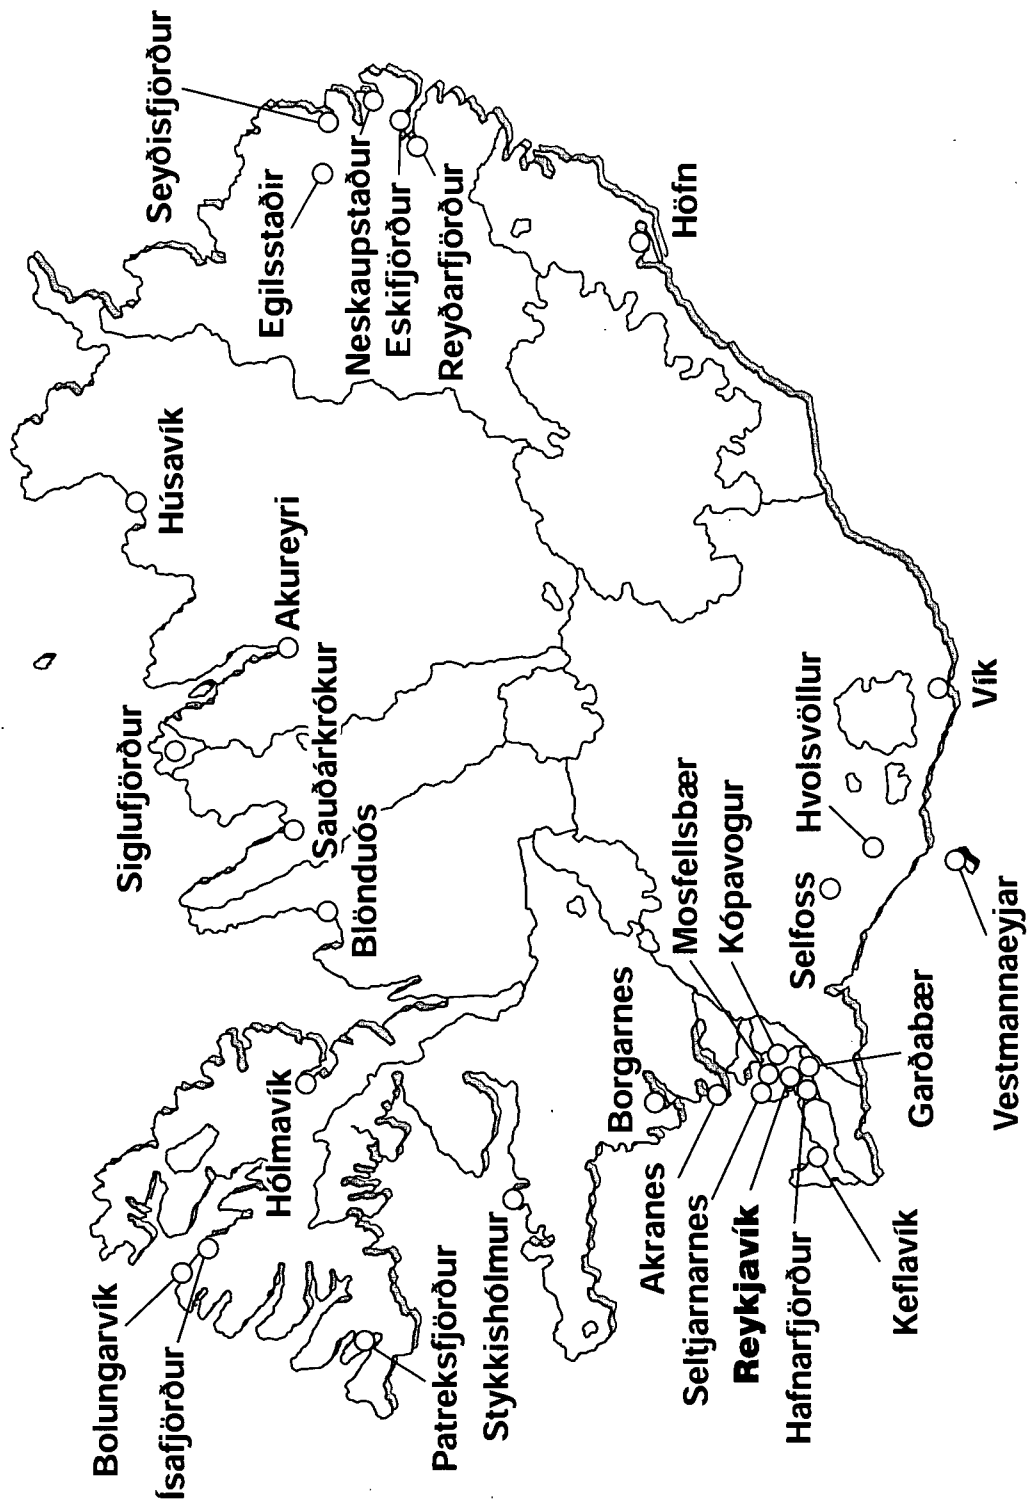 Bolungarvík
Ísafjörður
Hólmavík
Patreksfjörður
Stykkishólmur
Siglufjörður
Sauðárkrókur
Blönduós
Akureyri
Húsavík
Seyðisfjörður
Egilsstaðir
Neskaupstaður
Eskifjörður
Reyðarfjörður
Höfn
Borgarnes
Akranes
Seltjarnarnes
Reykjavík
Hafnarfjörður
Keflavík
Mosfellsbær
Kópavogur
Garðabær
Selfoss
Hvolsvöllur
Vík
Vestmannaeyjar